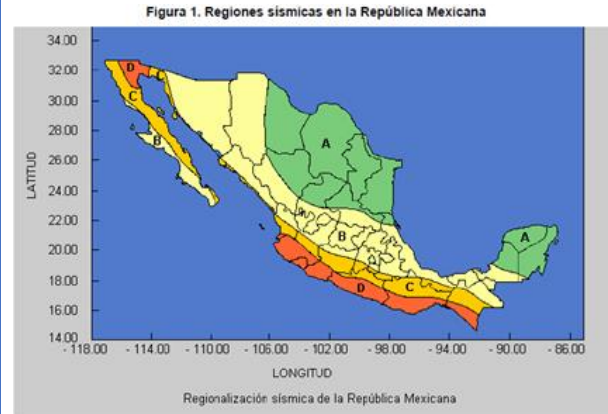 Figura 1. Regiones sísmicas en la República Mexicana
34.00
32.00
30.00
28.00
26.00
24.00
22.00
20.00
18.00
16.00
14.00
LATITUD
D
C
B
A
A
B
C
D
- 118.00 - 114.00 - 110.00 - 106.00 - 102.00 - 98.00 - 94.00 - 90.00 - 86.00
LONGITUD
Regionalización sísmica de la República Mexicana